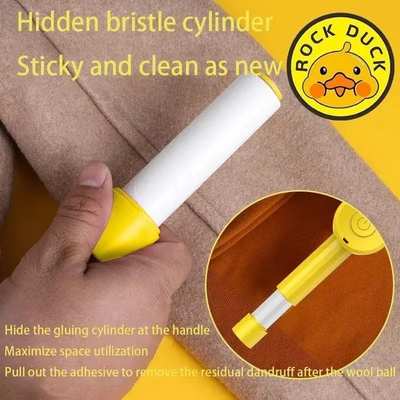 Hidden bristle cylinder
Sticky and clean as new
ROCK DUCK
Hide the gluing cylinder at the handle
Maximize space utilization
Pull out the adhesive to remove the residual dandruff after the wool ball